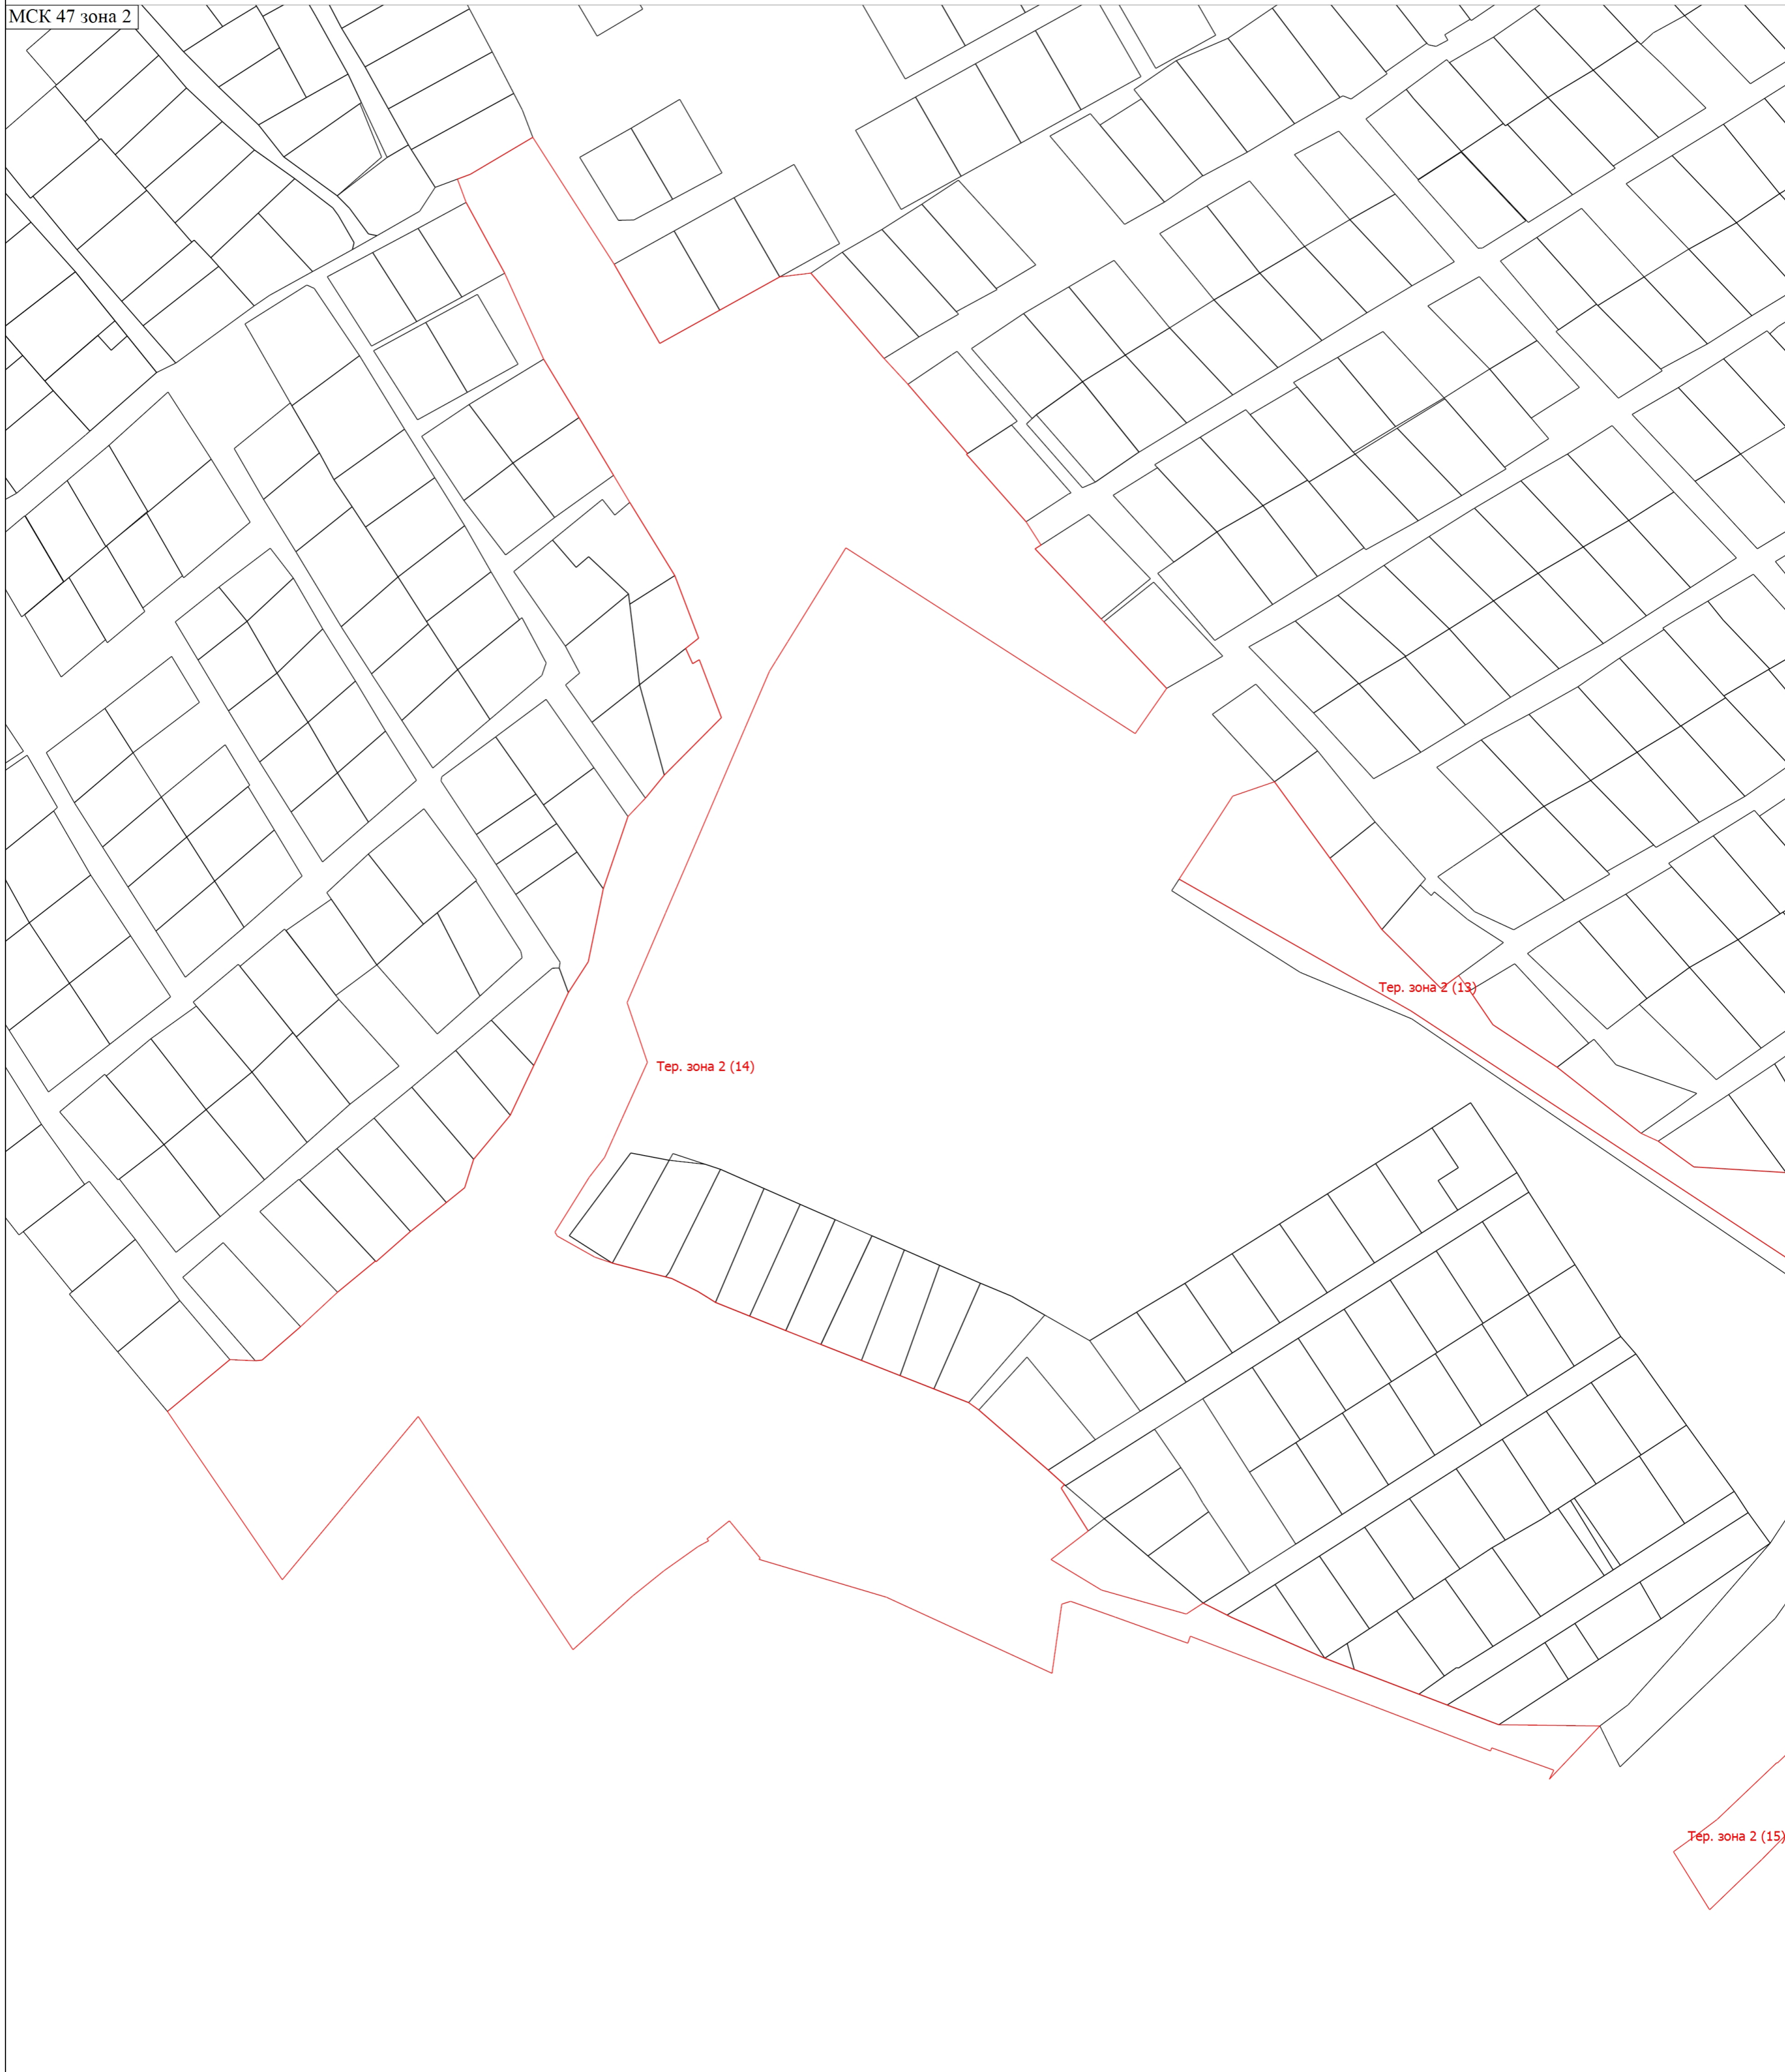 МСК 47 зона 2
Тер. зона 2 (13)
Тер. зона 2 (14)
Тер. зона 2 (15)